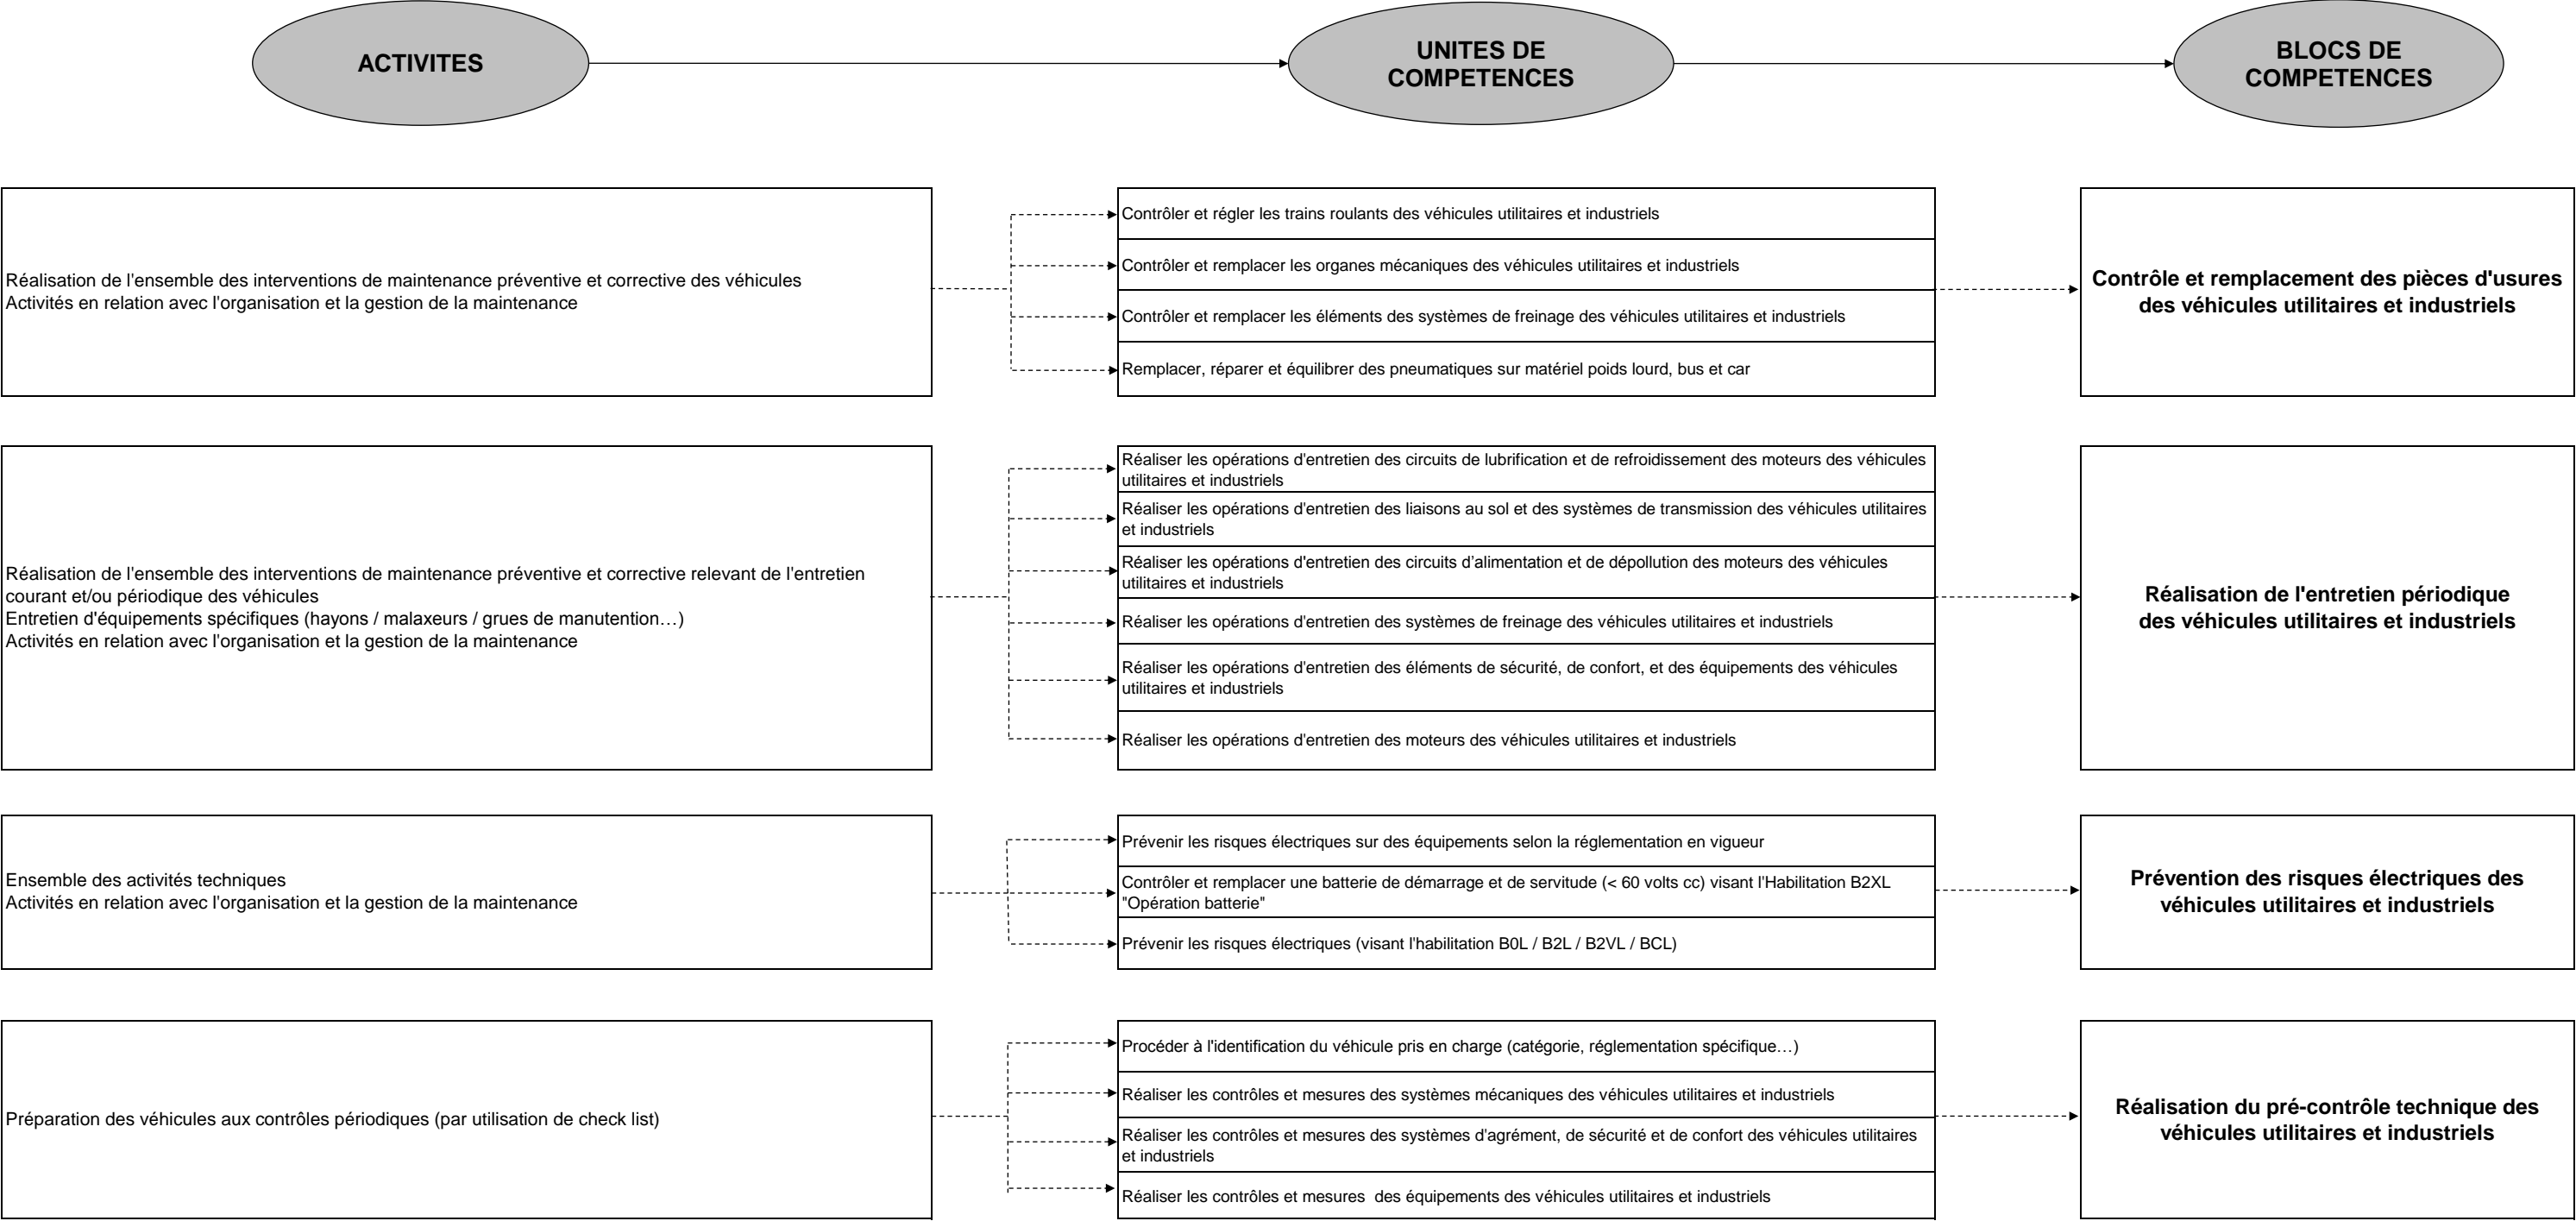 ACTIVITES
UNITES DE
COMPETENCES
BLOCS DE
COMPETENCES
Réalisation de l'ensemble des interventions de maintenance préventive et corrective des véhicules
Activités en relation avec l'organisation et la gestion de la maintenance
Contrôler et régler les trains roulants des véhicules utilitaires et industriels
Contrôler et remplacer les organes mécaniques des véhicules utilitaires et industriels
Contrôler et remplacer les éléments des systèmes de freinage des véhicules utilitaires et industriels
Remplacer, réparer et équilibrer des pneumatiques sur matériel poids lourd, bus et car
Contrôle et remplacement des pièces d'usures
des véhicules utilitaires et industriels
Réalisation de l'ensemble des interventions de maintenance préventive et corrective relevant de l'entretien
courant et/ou périodique des véhicules
Entretien d'équipements spécifiques (hayons / malaxeurs / grues de manutention…)
Activités en relation avec l'organisation et la gestion de la maintenance
Réaliser les opérations d'entretien des circuits de lubrification et de refroidissement des moteurs des véhicules
utilitaires et industriels
Réaliser les opérations d'entretien des liaisons au sol et des systèmes de transmission des véhicules utilitaires
et industriels
Réaliser les opérations d'entretien des circuits d’alimentation et de dépollution des moteurs des véhicules
utilitaires et industriels
Réaliser les opérations d'entretien des systèmes de freinage des véhicules utilitaires et industriels
Réaliser les opérations d'entretien des éléments de sécurité, de confort, et des équipements des véhicules
utilitaires et industriels
Réaliser les opérations d'entretien des moteurs des véhicules utilitaires et industriels
Réalisation de l'entretien périodique
des véhicules utilitaires et industriels
Ensemble des activités techniques
Activités en relation avec l'organisation et la gestion de la maintenance
Prévenir les risques électriques sur des équipements selon la réglementation en vigueur
Contrôler et remplacer une batterie de démarrage et de servitude (< 60 volts cc) visant l'Habilitation B2XL
"Opération batterie"
Prévenir les risques électriques (visant l'habilitation B0L / B2L / B2VL / BCL)
Prévention des risques électriques des
véhicules utilitaires et industriels
Préparation des véhicules aux contrôles périodiques (par utilisation de check list)
Procéder à l'identification du véhicule pris en charge (catégorie, réglementation spécifique…)
Réaliser les contrôles et mesures des systèmes mécaniques des véhicules utilitaires et industriels
Réaliser les contrôles et mesures des systèmes d'agrément, de sécurité et de confort des véhicules utilitaires
et industriels
Réaliser les contrôles et mesures  des équipements des véhicules utilitaires et industriels
Réalisation du pré-contrôle technique des
véhicules utilitaires et industriels